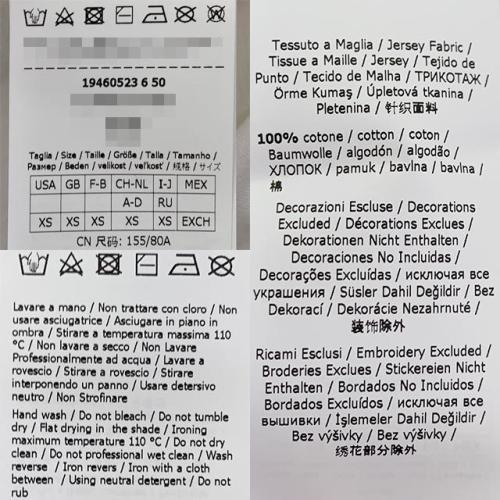 19460523 6 50
Taglia / Size / Taille / Größe / Talla / Tamanho /
Размер / Beden / velikost / veľkosť / 规格 / サイズ
USA GB F-B CH-NL I-J MEX
A-D RU
XS XS XS XS XS EXCH
CN 尺码: 155/80A
Lavare a mano / Non trattare con cloro / Non
usare asciugatrice / Asciugare in piano in
ombra / Stirare a temperatura massima 110
°C / Non lavare a secco / Non Lavare
Professionalmente ad acqua / Lavare a
rovescio / Stirare a rovescio / Stirare
interponendo un panno / Usare detersivo
neutro / Non Strofinare
Hand wash / Do not bleach / Do not tumble
dry / Flat drying in the shade / Ironing
maximum temperature 110 °C / Do not dry
clean / Do not professional wet clean / Wash
reverse / Iron revers / Iron with a cloth
between / Using neutral detergent / Do not
rub
Tessuto a Maglia / Jersey Fabric /
Tissue a Maille / Jersey / Tejido de
Punto / Tecido de Malha / ТРИКОТАЖ /
Örme Kumaş / Úpletová tkanina /
Pletenina / 针织面料
100% cotone / cotton / coton /
Baumwolle / algodón / algodão /
ХЛОПОК / pamuk / bavlna / bavlna /
棉
Decorazioni Escluse / Decorations
Excluded / Décorations Exclues /
Dekorationen Nicht Enthalten /
Decoraciones No Incluidas /
Decorações Excluídas / исключая все
украшения / Süsler Dahil Değildir / Bez
Dekorací / Dekorácie Nezahrnuté /
装饰除外
Ricami Esclusi / Embroidery Excluded /
Broderies Exclues / Stickereien Nicht
Enthalten / Bordados No Incluidos /
Bordados Excluídos / исключая все
вышивки / İşlemeler Dahil Değildir /
Bez výšivky / Bez výšivky /
绣花部分除外